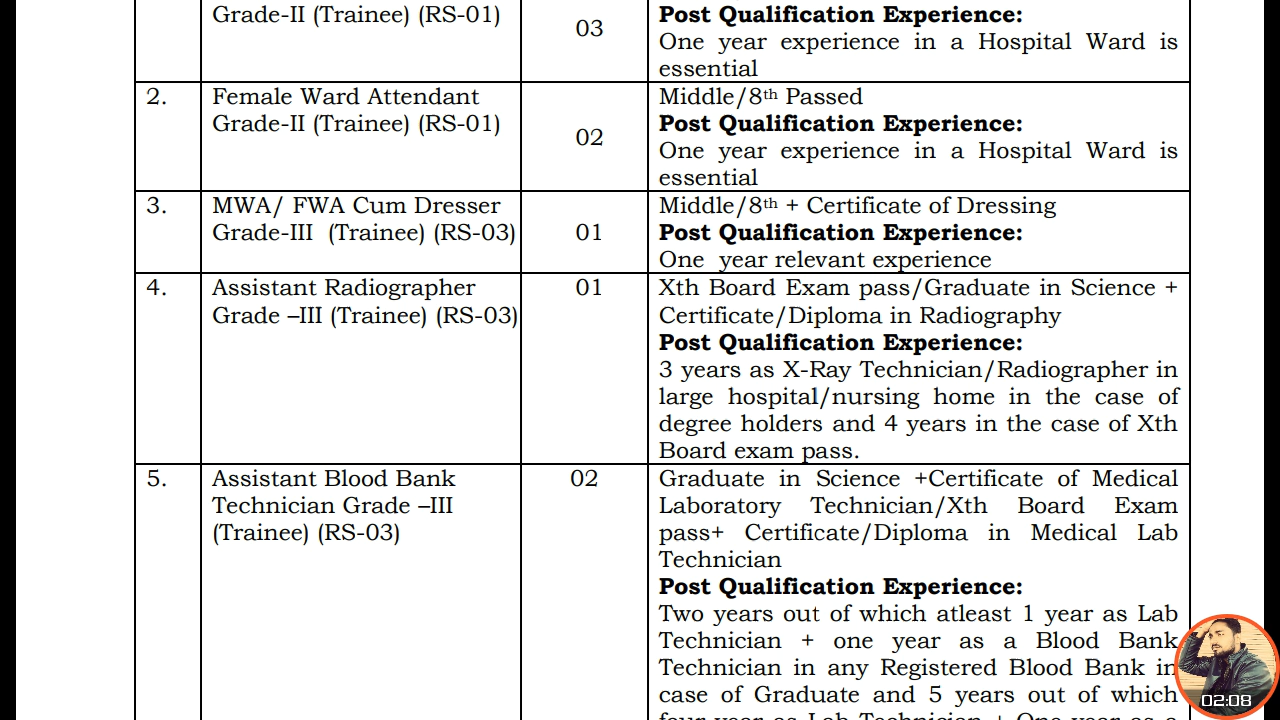 Grade-II (Trainee) (RS-01)
03
Post Qualification Experience:
One year experience in a Hospital Ward is
essential
2.
Female Ward Attendant
Grade-II (Trainee) (RS-01)
02
Middle/8th Passed
Post Qualification Experience:
One year experience in a Hospital Ward is
essential
3.
MWA/ FWA Cum Dresser
Grade-III (Trainee) (RS-03)
01
Middle/8th + Certificate of Dressing
Post Qualification Experience:
One year relevant experience
4.
Assistant Radiographer
Grade –III (Trainee) (RS-03)
01
Xth Board Exam pass/Graduate in Science +
Certificate/Diploma in Radiography
Post Qualification Experience:
3 years as X-Ray Technician/Radiographer in
large hospital/nursing home in the case of
degree holders and 4 years in the case of Xth
Board exam pass.
5.
Assistant Blood Bank
Technician Grade –III
(Trainee) (RS-03)
02
Graduate in Science +Certificate of Medical
Laboratory Technician/Xth Board Exam
pass+ Certificate/Diploma in Medical Lab
Technician
Post Qualification Experience:
Two years out of which atleast 1 year as Lab
Technician + one year as a Blood Bank
Technician in any Registered Blood Bank in
case of Graduate and 5 years out of which
four year as Lab Technician + One year as a
02:08